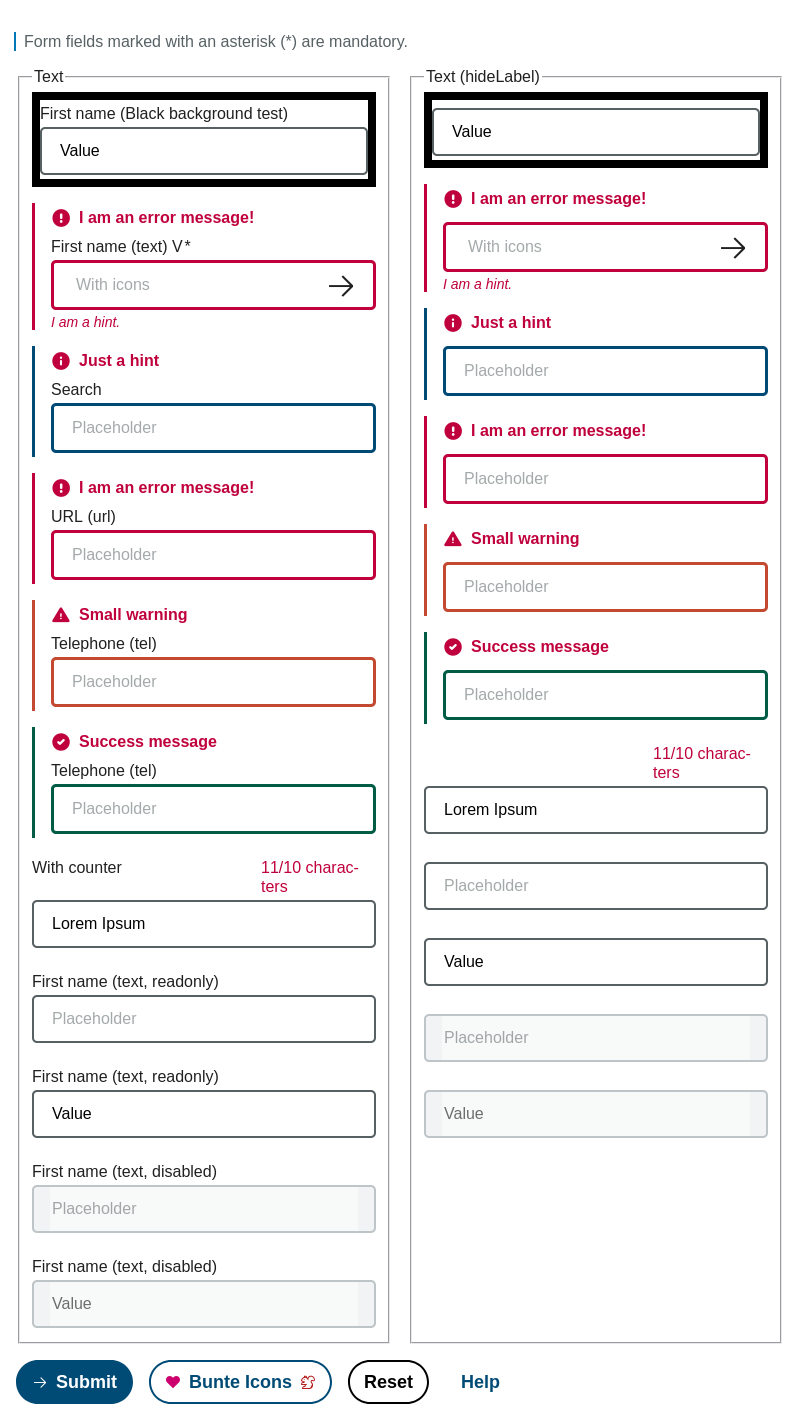 Form fields marked with an asterisk (*) are mandatory.
Text
First name (Black background test)
Value
I am an error message!
First name (text) V*
With icons
I am a hint.
Just a hint
Search
Placeholder
I am an error message!
URL (url)
Placeholder
Small warning
Telephone (tel)
Placeholder
Success message
Telephone (tel)
Placeholder
With counter
11/10 charac-
ters
Lorem Ipsum
First name (text, readonly)
Placeholder
First name (text, readonly)
Value
First name (text, disabled)
Placeholder
First name (text, disabled)
Value
Text (hideLabel)
Value
I am an error message!
With icons
I am a hint.
Just a hint
Placeholder
I am an error message!
Placeholder
Small warning
Placeholder
Success message
Placeholder
11/10 charac-
ters
Lorem Ipsum
Placeholder
Value
Placeholder
Value
Submit
Bunte Icons
Reset
Help